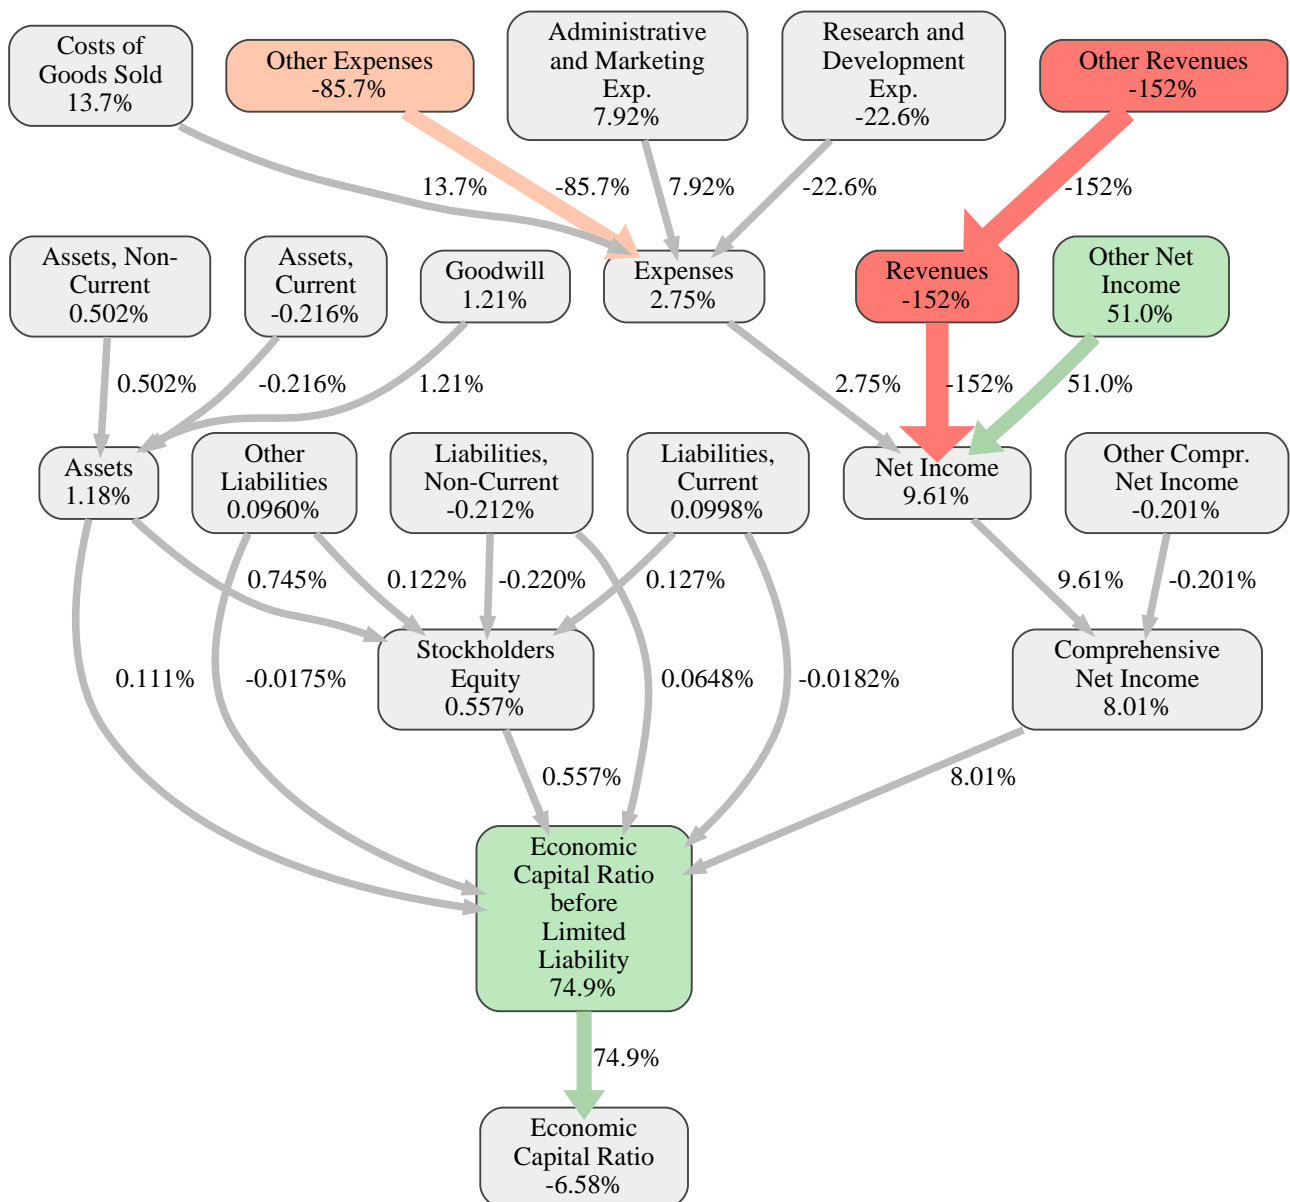 Costs of
Goods Sold
13.7%
Other Expenses
-85.7%
Administrative
and Marketing
Exp.
7.92%
Research and
Development
Exp.
-22.6%
Other Revenues
-152%
13.7%
-85.7%
7.92%
-22.6%
-152%
Assets, Non-
Current
0.502%
Assets,
Current
-0.216%
Goodwill
1.21%
Expenses
2.75%
Revenues
-152%
Other Net
Income
51.0%
0.502%
-0.216%
1.21%
2.75%
-152%
51.0%
Assets
1.18%
Other
Liabilities
0.0960%
Liabilities,
Non-Current
-0.212%
Liabilities,
Current
0.0998%
Net Income
9.61%
Other Compr.
Net Income
-0.201%
0.745%
0.122%
-0.220%
0.127%
9.61%
-0.201%
0.111%
-0.0175%
Stockholders
Equity
0.557%
0.0648%
-0.0182%
Comprehensive
Net Income
8.01%
0.557%
8.01%
Economic
Capital Ratio
before
Limited
Liability
74.9%
74.9%
Economic
Capital Ratio
-6.58%